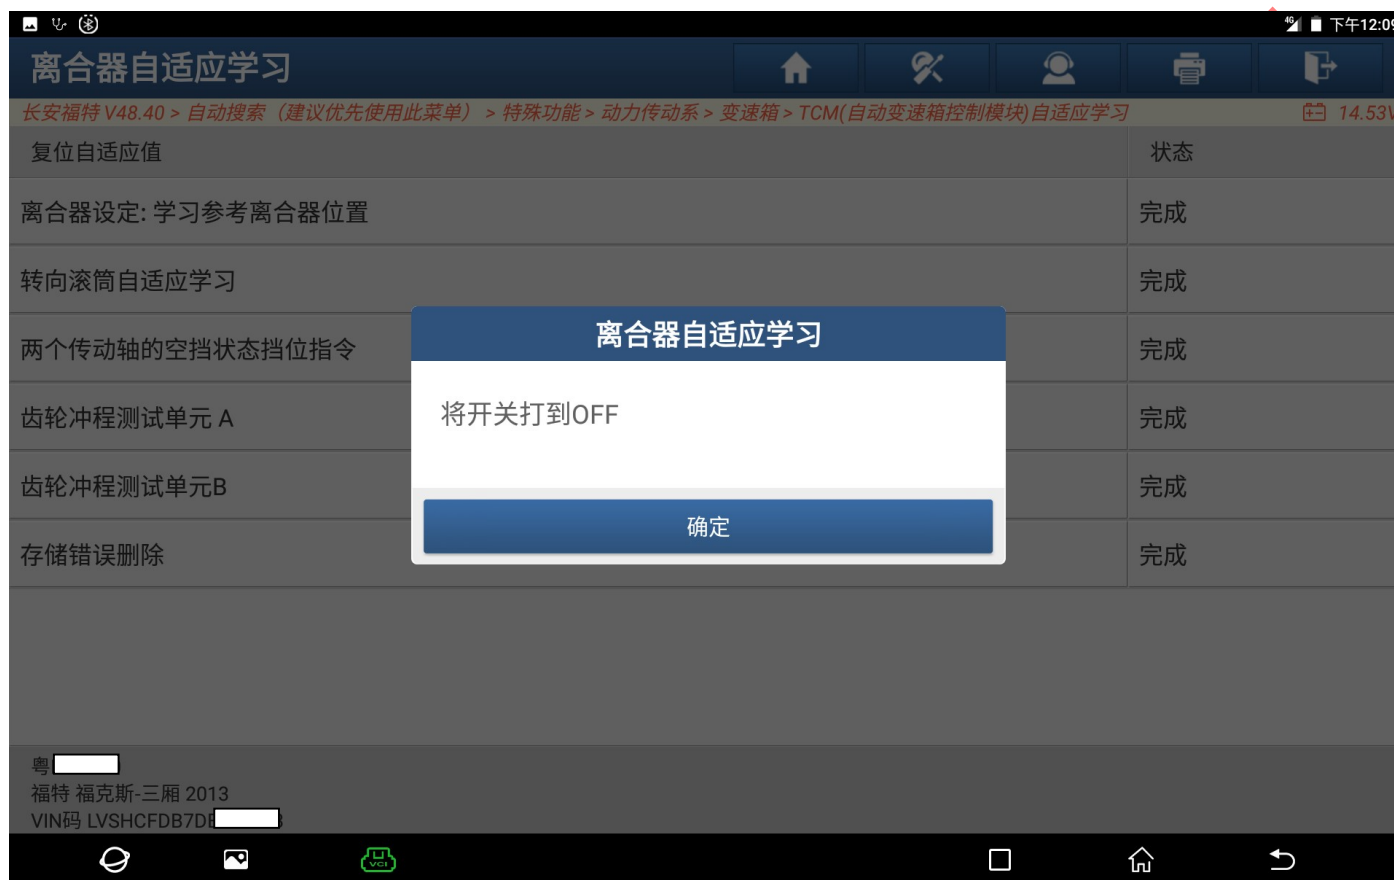 4G 下午12:09
离合器自适应学习
长安福特 V48.40 > 自动搜索（建议优先使用此菜单） > 特殊功能 > 动力传动系 > 变速箱 > TCM(自动变速箱控制模块)自适应学习 14.53V
复位自适应值 状态
离合器设定: 学习参考离合器位置 完成
转向滚筒自适应学习 完成
两个传动轴的空挡状态挡位指令 完成
齿轮冲程测试单元 A 完成
齿轮冲程测试单元B 完成
存储错误删除 完成
离合器自适应学习
将开关打到OFF
确定
粤
福特 福克斯-三厢 2013
VIN码 LVSHCFDB7D
VCI